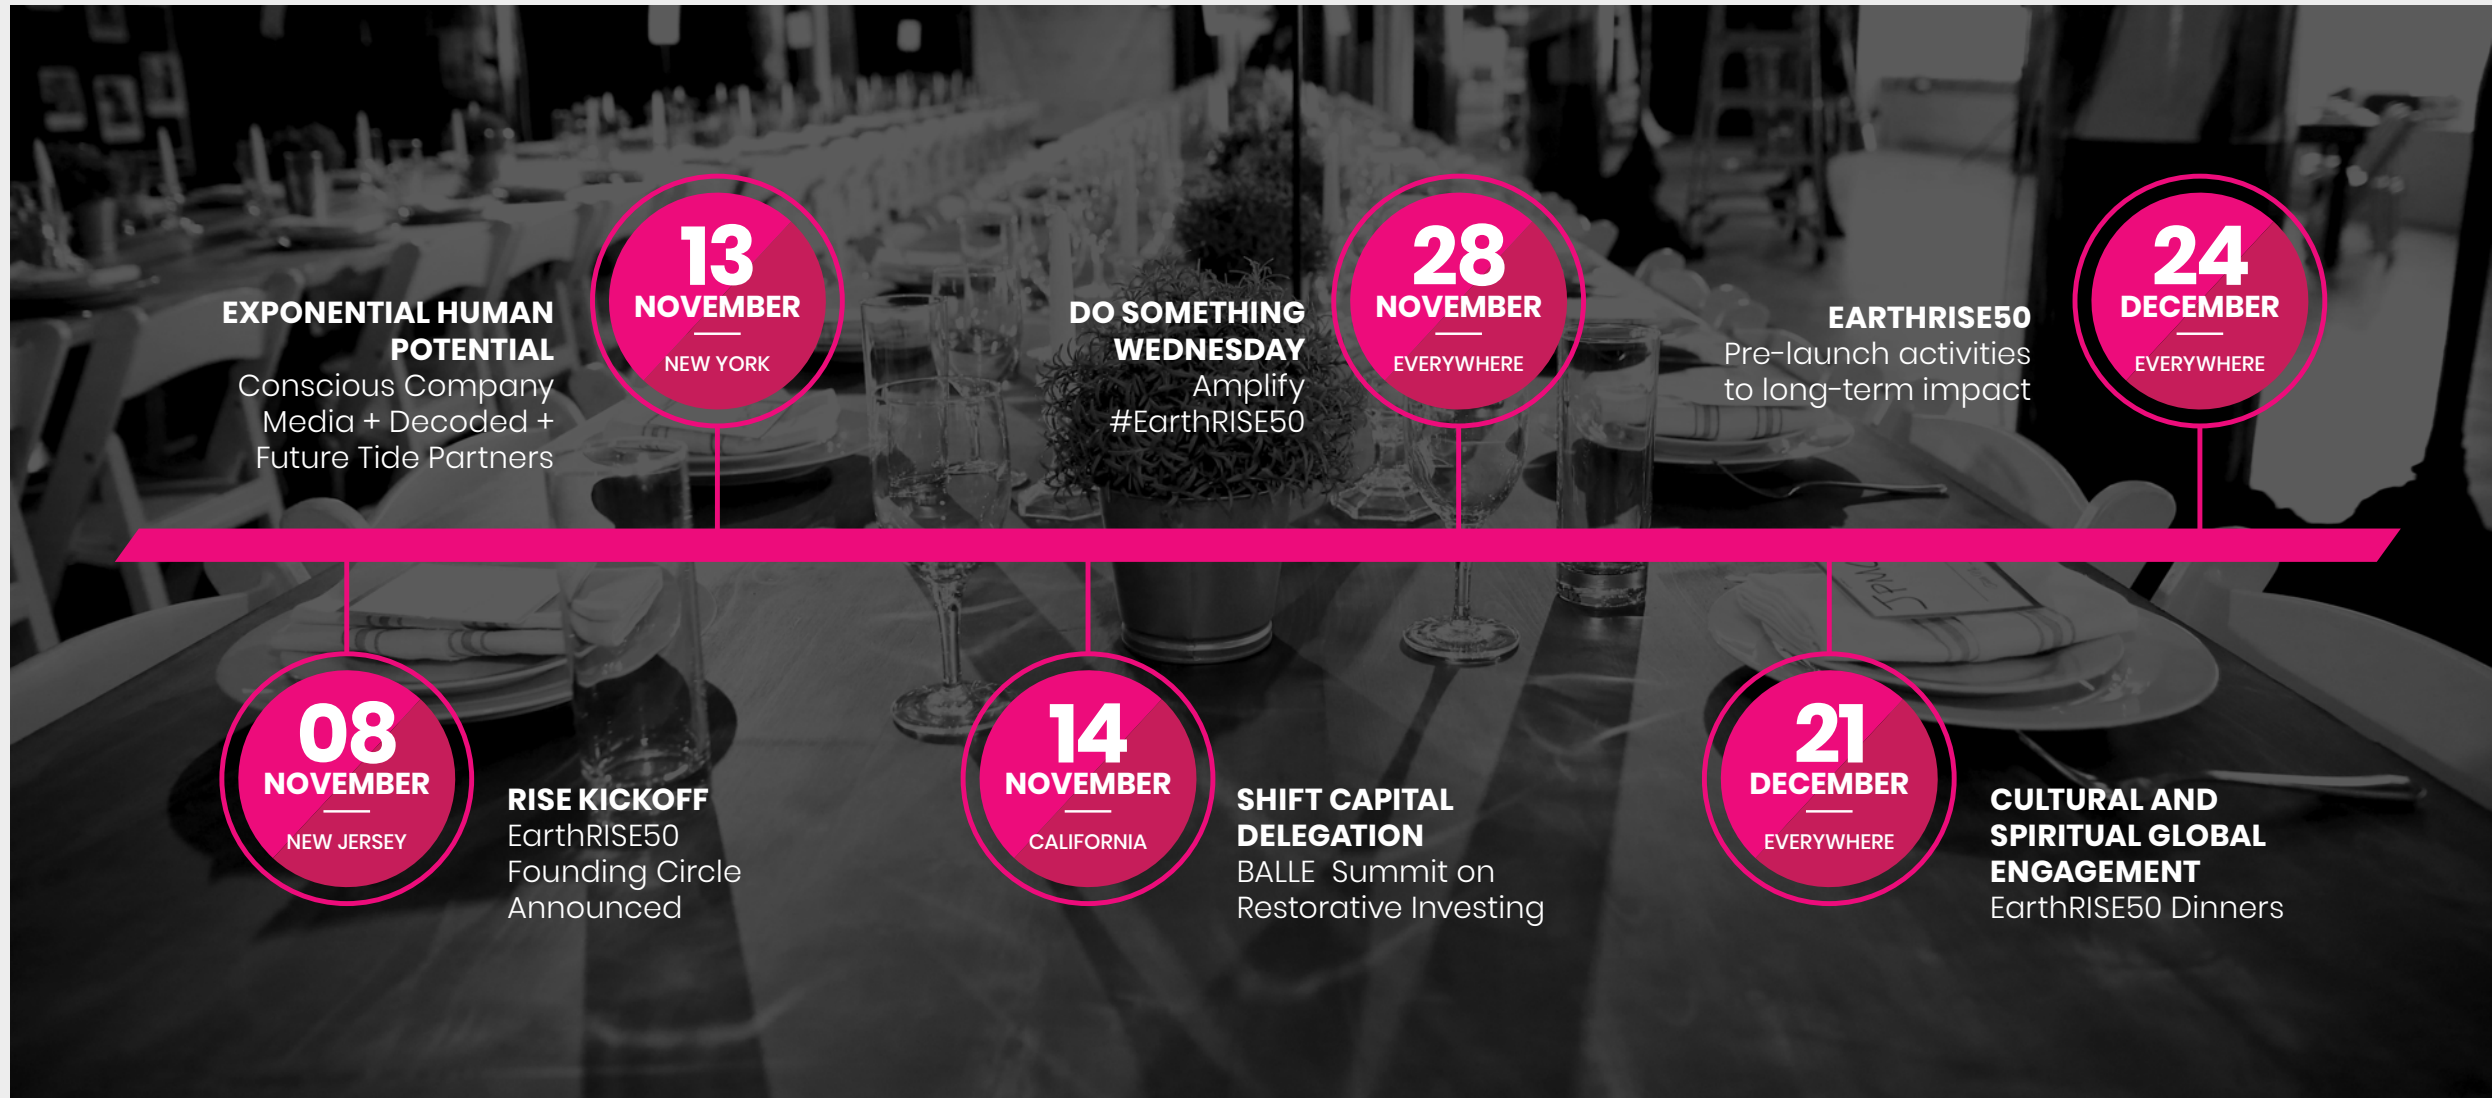 EXPONENTIAL HUMAN
POTENTIAL
Conscious Company
Media + Decoded +
Future Tide Partners
13
NOVEMBER
NEW YORK
DO SOMETHING
WEDNESDAY
Amplify
#EarthRISE50
28
NOVEMBER
EVERYWHERE
EARTHRISE50
Pre-launch activities
to long-term impact
24
DECEMBER
EVERYWHERE
08
NOVEMBER
NEW JERSEY
RISE KICKOFF
EarthRISE50
Founding Circle
Announced
14
NOVEMBER
CALIFORNIA
SHIFT CAPITAL
DELEGATION
BALLE  Summit on
Restorative Investing
21
DECEMBER
EVERYWHERE
CULTURAL AND
SPIRITUAL GLOBAL
ENGAGEMENT
EarthRISE50 Dinners